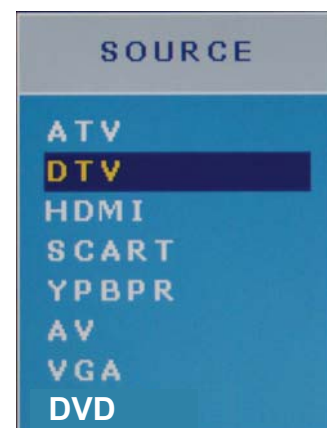 SOURCE
ATV
DTV
HDMI
SCART
YPBPR
AV
VGA
DVD